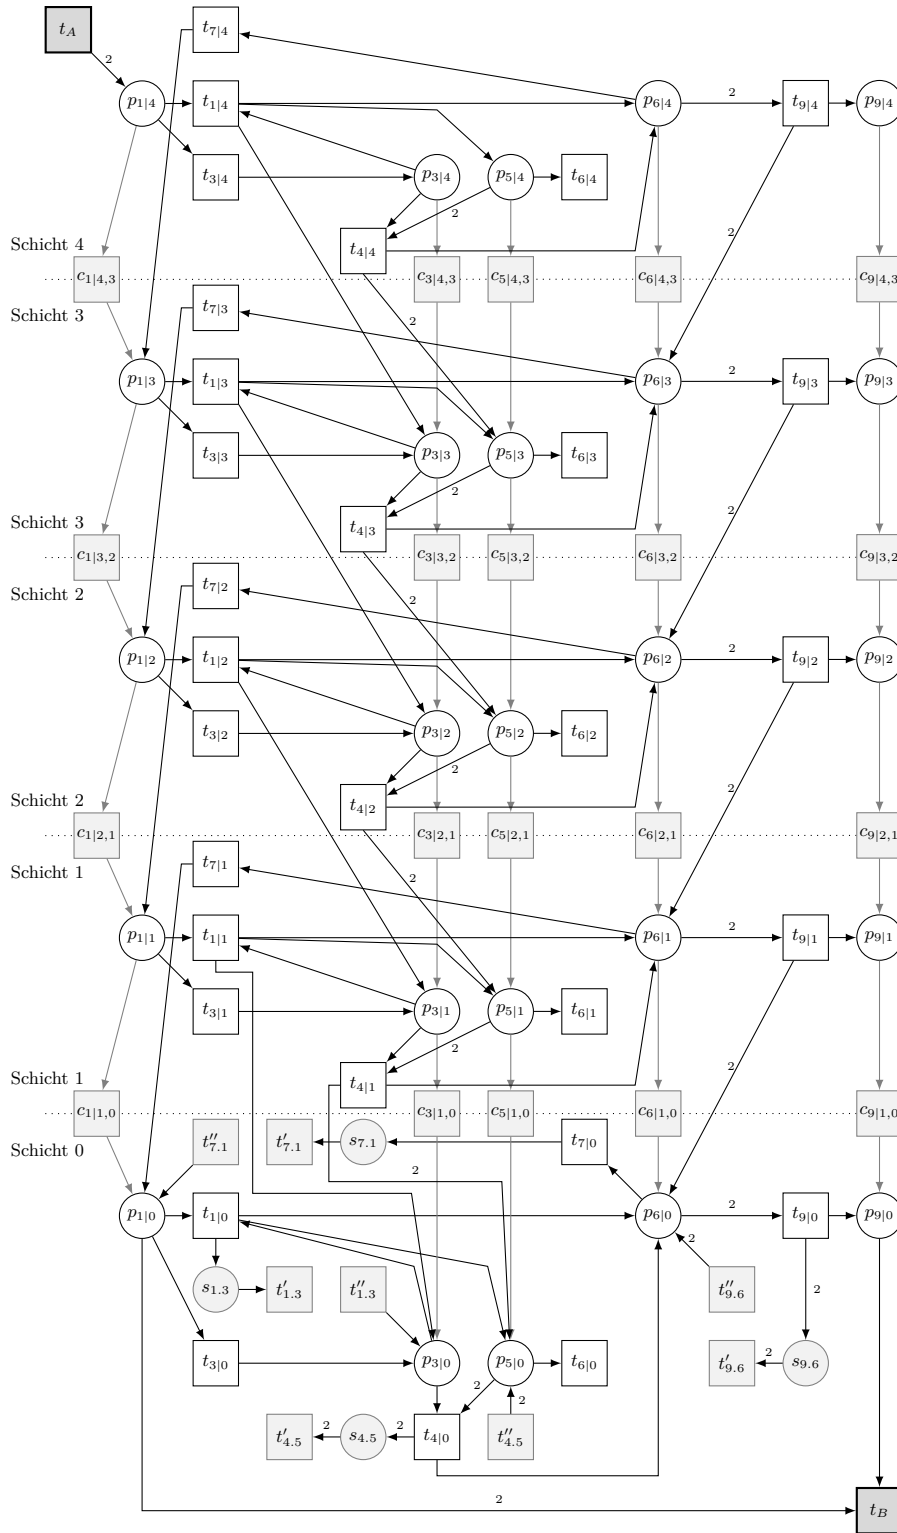 t_A t_{7|4}
2
p_{1|4} t_{1|4} p_{6|4} 2 t_{9|4} p_{9|4}
t_{3|4} p_{3|4} p_{5|4} t_{6|4}
2 2
Schicht 4 t_{4|4}
c_{1|4,3} c_{3|4,3} c_{5|4,3} c_{6|4,3} c_{9|4,3}
Schicht 3 t_{7|3} 2
p_{1|3} t_{1|3} p_{6|3} 2 t_{9|3} p_{9|3}
t_{3|3} p_{3|3} p_{5|3} t_{6|3}
2 2
Schicht 3 t_{4|3}
c_{1|3,2} c_{3|3,2} c_{5|3,2} c_{6|3,2} c_{9|3,2}
Schicht 2 t_{7|2} 2
p_{1|2} t_{1|2} p_{6|2} 2 t_{9|2} p_{9|2}
t_{3|2} p_{3|2} p_{5|2} t_{6|2}
2 2
Schicht 2 t_{4|2}
c_{1|2,1} c_{3|2,1} c_{5|2,1} c_{6|2,1} c_{9|2,1}
Schicht 1 t_{7|1} 2
p_{1|1} t_{1|1} p_{6|1} 2 t_{9|1} p_{9|1}
t_{3|1} p_{3|1} p_{5|1} t_{6|1}
2 2
Schicht 1 t_{4|1}
c_{1|1,0} c_{3|1,0} c_{5|1,0} c_{6|1,0} c_{9|1,0}
Schicht 0 t''_{7.1} t'_{7.1} s_{7.1} t_{7|0}
2
p_{1|0} t_{1|0} p_{6|0} 2 t_{9|0} p_{9|0}
2
s_{1.3} t'_{1.3} t''_{1.3} t''_{9.6} 2
t_{3|0} p_{3|0} p_{5|0} t_{6|0} t'_{9.6} 2 s_{9.6}
2 2
t'_{4.5} 2 s_{4.5} 2 t_{4|0} t''_{4.5}
2 t_B